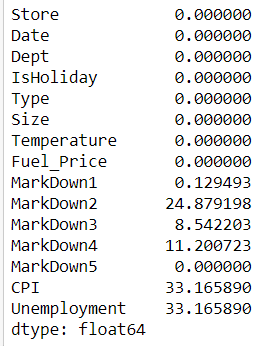 Store 0.000000
Date 0.000000
Dept 0.000000
IsHoliday 0.000000
Type 0.000000
Size 0.000000
Temperature 0.000000
Fuel_Price 0.000000
MarkDown1 0.129493
MarkDown2 24.879198
MarkDown3 8.542203
MarkDown4 11.200723
MarkDown5 0.000000
CPI 33.165890
Unemployment 33.165890
dtype: float64